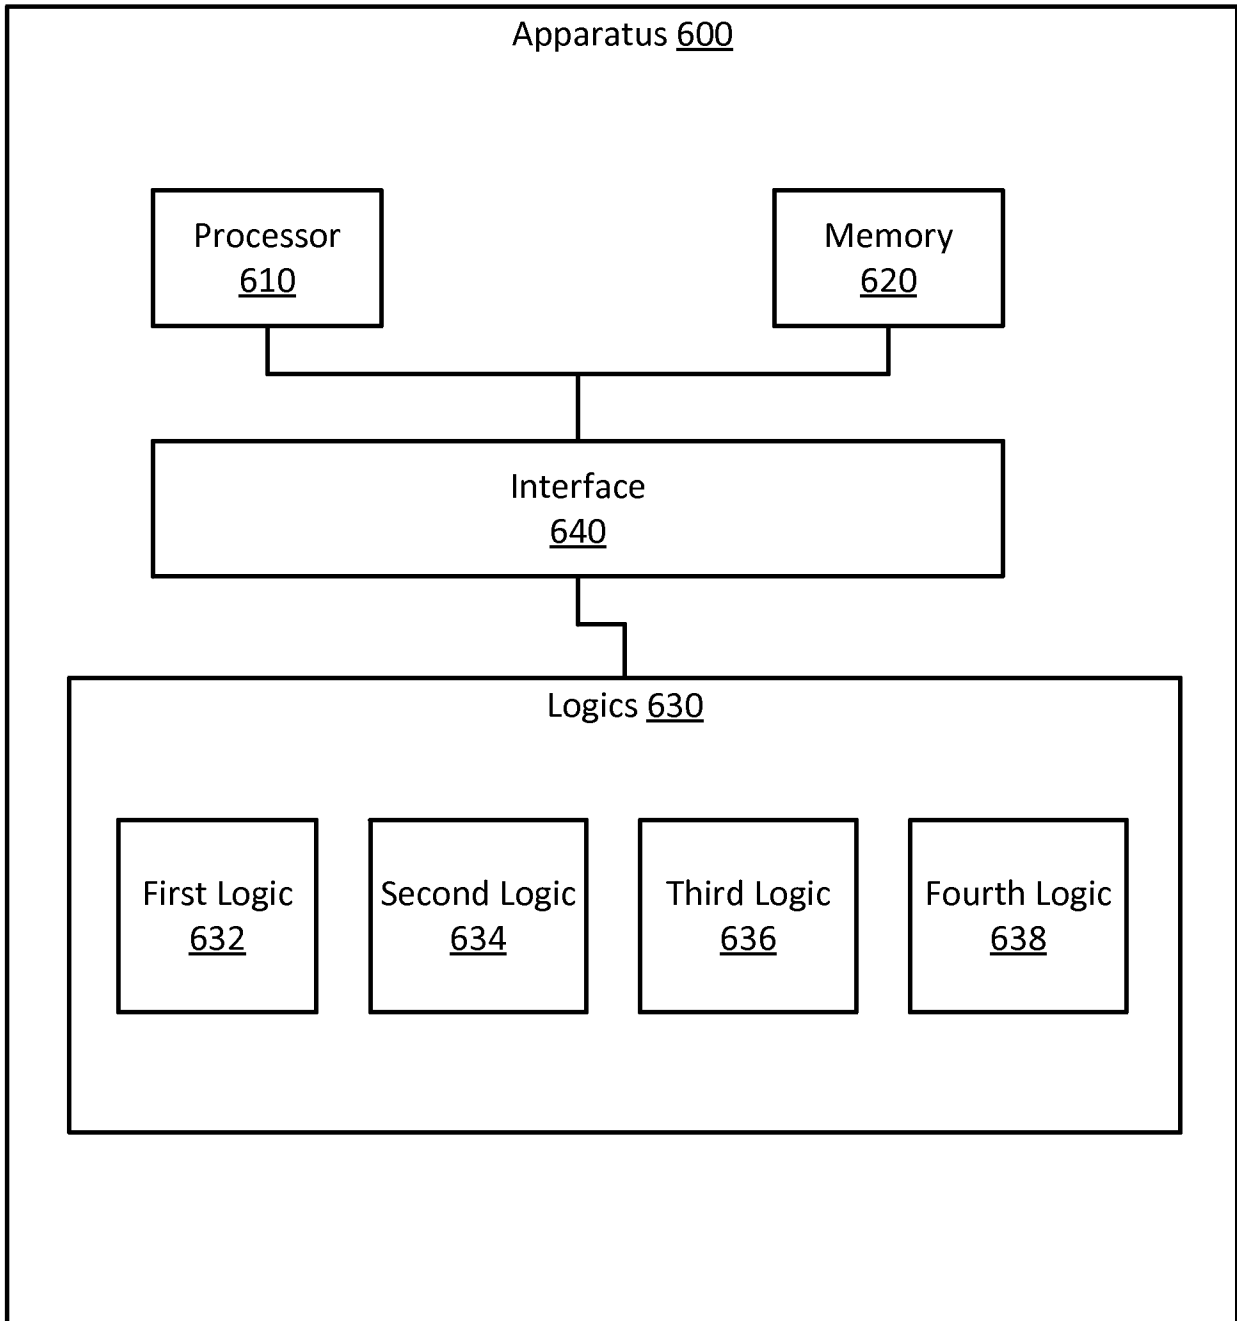 Apparatus 600
Processor
610
Memory
620
Interface
640
Logics 630
First Logic
632
Second Logic
634
Third Logic
636
Fourth Logic
638